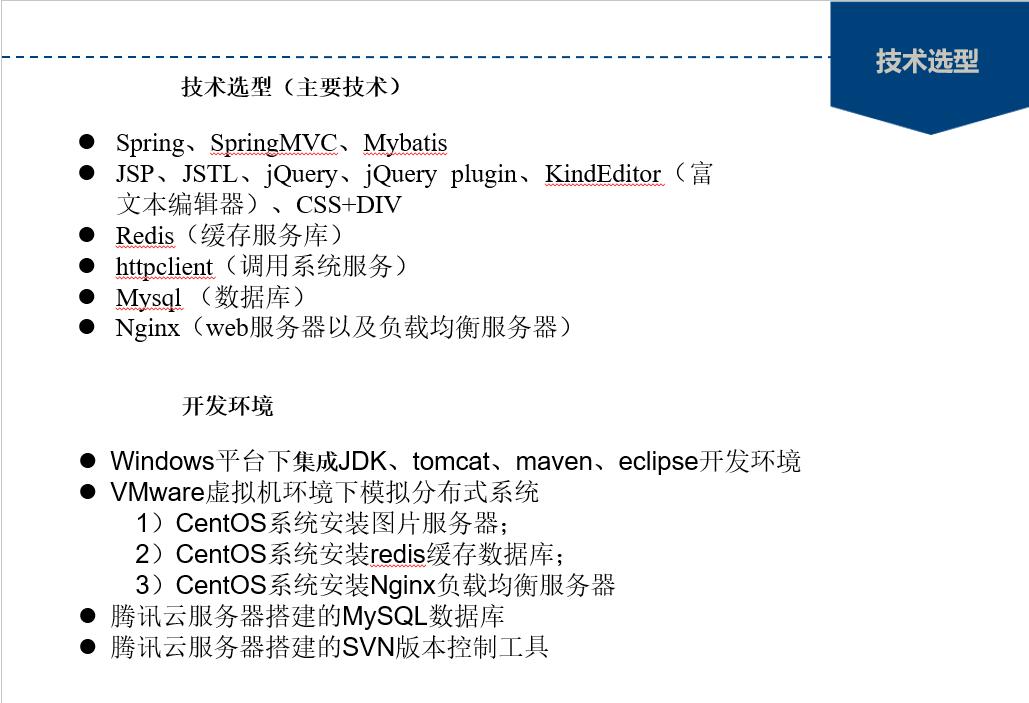 技术选型
技术选型（主要技术）
● Spring、SpringMVC、Mybatis
● JSP、JSTL、jQuery、jQuery plugin、KindEditor（富
文本编辑器）、CSS+DIV
● Redis（缓存服务库）
● httpclient（调用系统服务）
● Mysql （数据库）
● Nginx（web服务器以及负载均衡服务器）
开发环境
● Windows平台下集成JDK、tomcat、maven、eclipse开发环境
● VMware虚拟机环境下模拟分布式系统
1）CentOS系统安装图片服务器；
2）CentOS系统安装redis缓存数据库；
3）CentOS系统安装Nginx负载均衡服务器
● 腾讯云服务器搭建的MySQL数据库
● 腾讯云服务器搭建的SVN版本控制工具